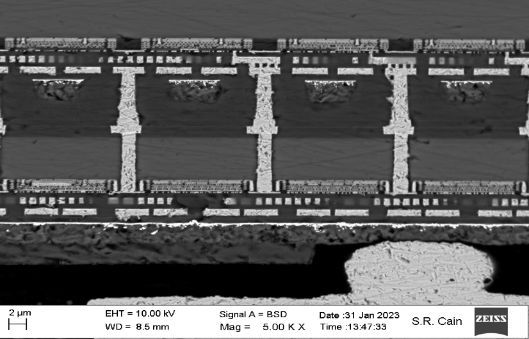 2 µm
EHT = 10.00 kV
WD = 8.5 mm
Signal A = BSD
Mag = 5.00 K X
Date :31 Jan 2023
Time :13:47:33
S.R. Cain
ZEISS